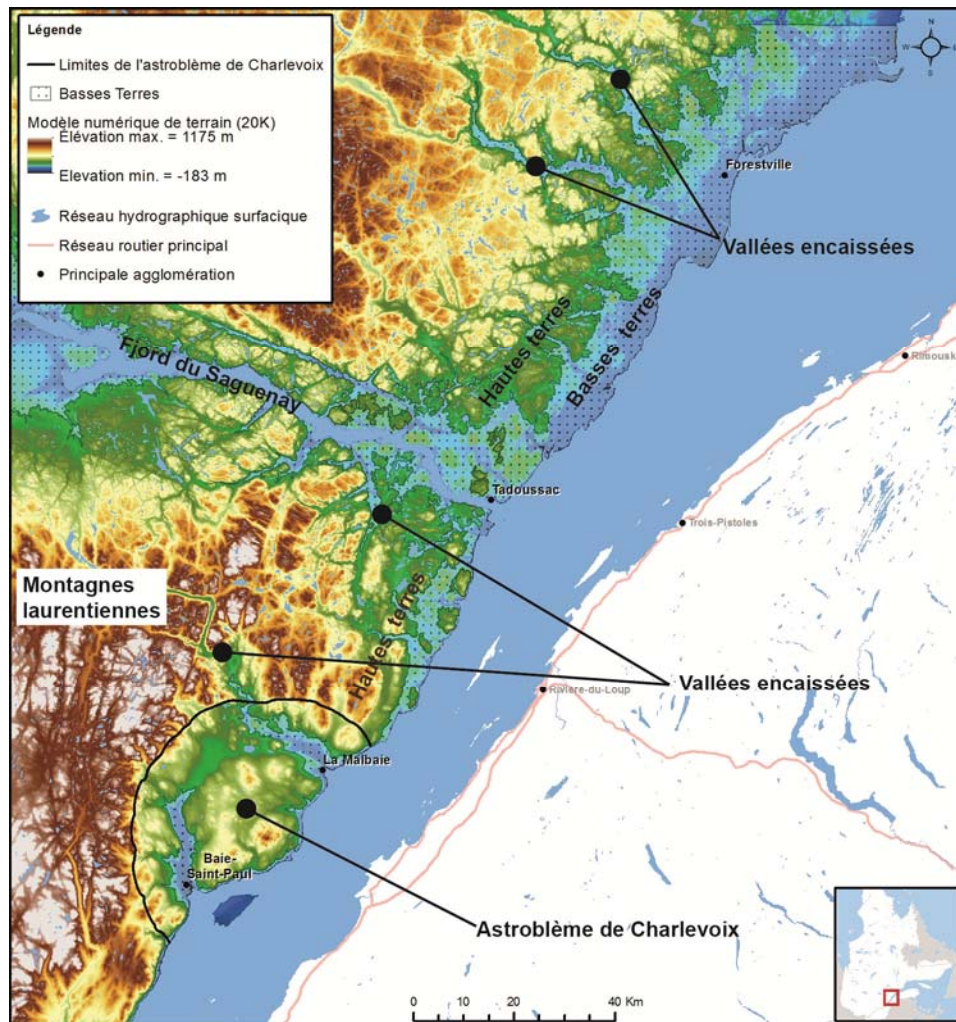 Légende
Limites de l'astroblème de Charlevoix
Basses Terres
Modèle numérique de terrain (20K)
Élévation max. = 1175 m
Elevation min. = -183 m
Réseau hydrographique surfacique
Réseau routier principal
Principale agglomération
N
W
E
S
Forestville
Vallées encaissées
Hautes terres
Basses terres
Rimouski
Fjord du Saguenay
Tadoussac
Trois-Pistoles
Montagnes
laurentiennes
Hautes terres
Vallées encaissées
Rivière-du-Loup
La Malbaie
Baie-
Saint-Paul
Astroblème de Charlevoix
0 10 20 40 Km